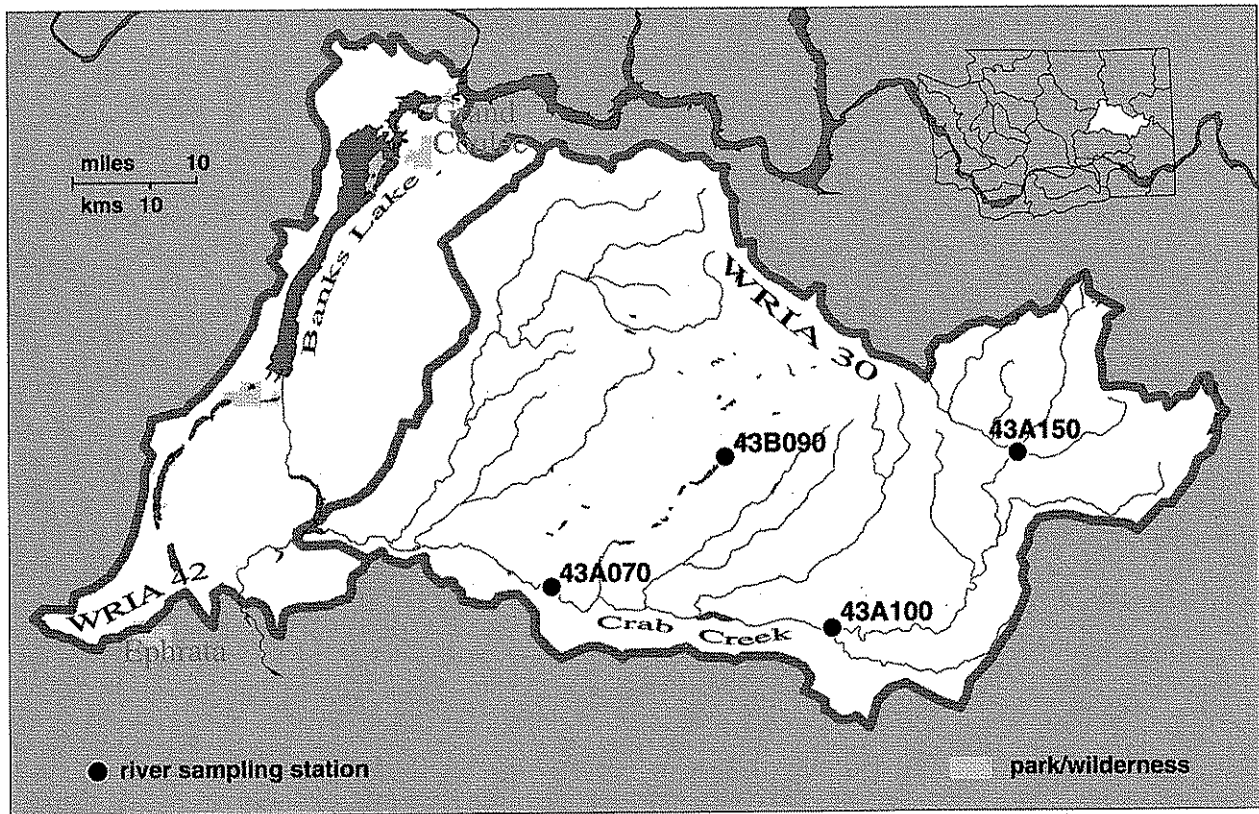 Grand
miles 10
kms 10
Banks Lake
WRIA 30
43B090
43A150
43A070
WRIA 42
43A100
Crab Creek
Ephrata
river sampling station
park/wilderness